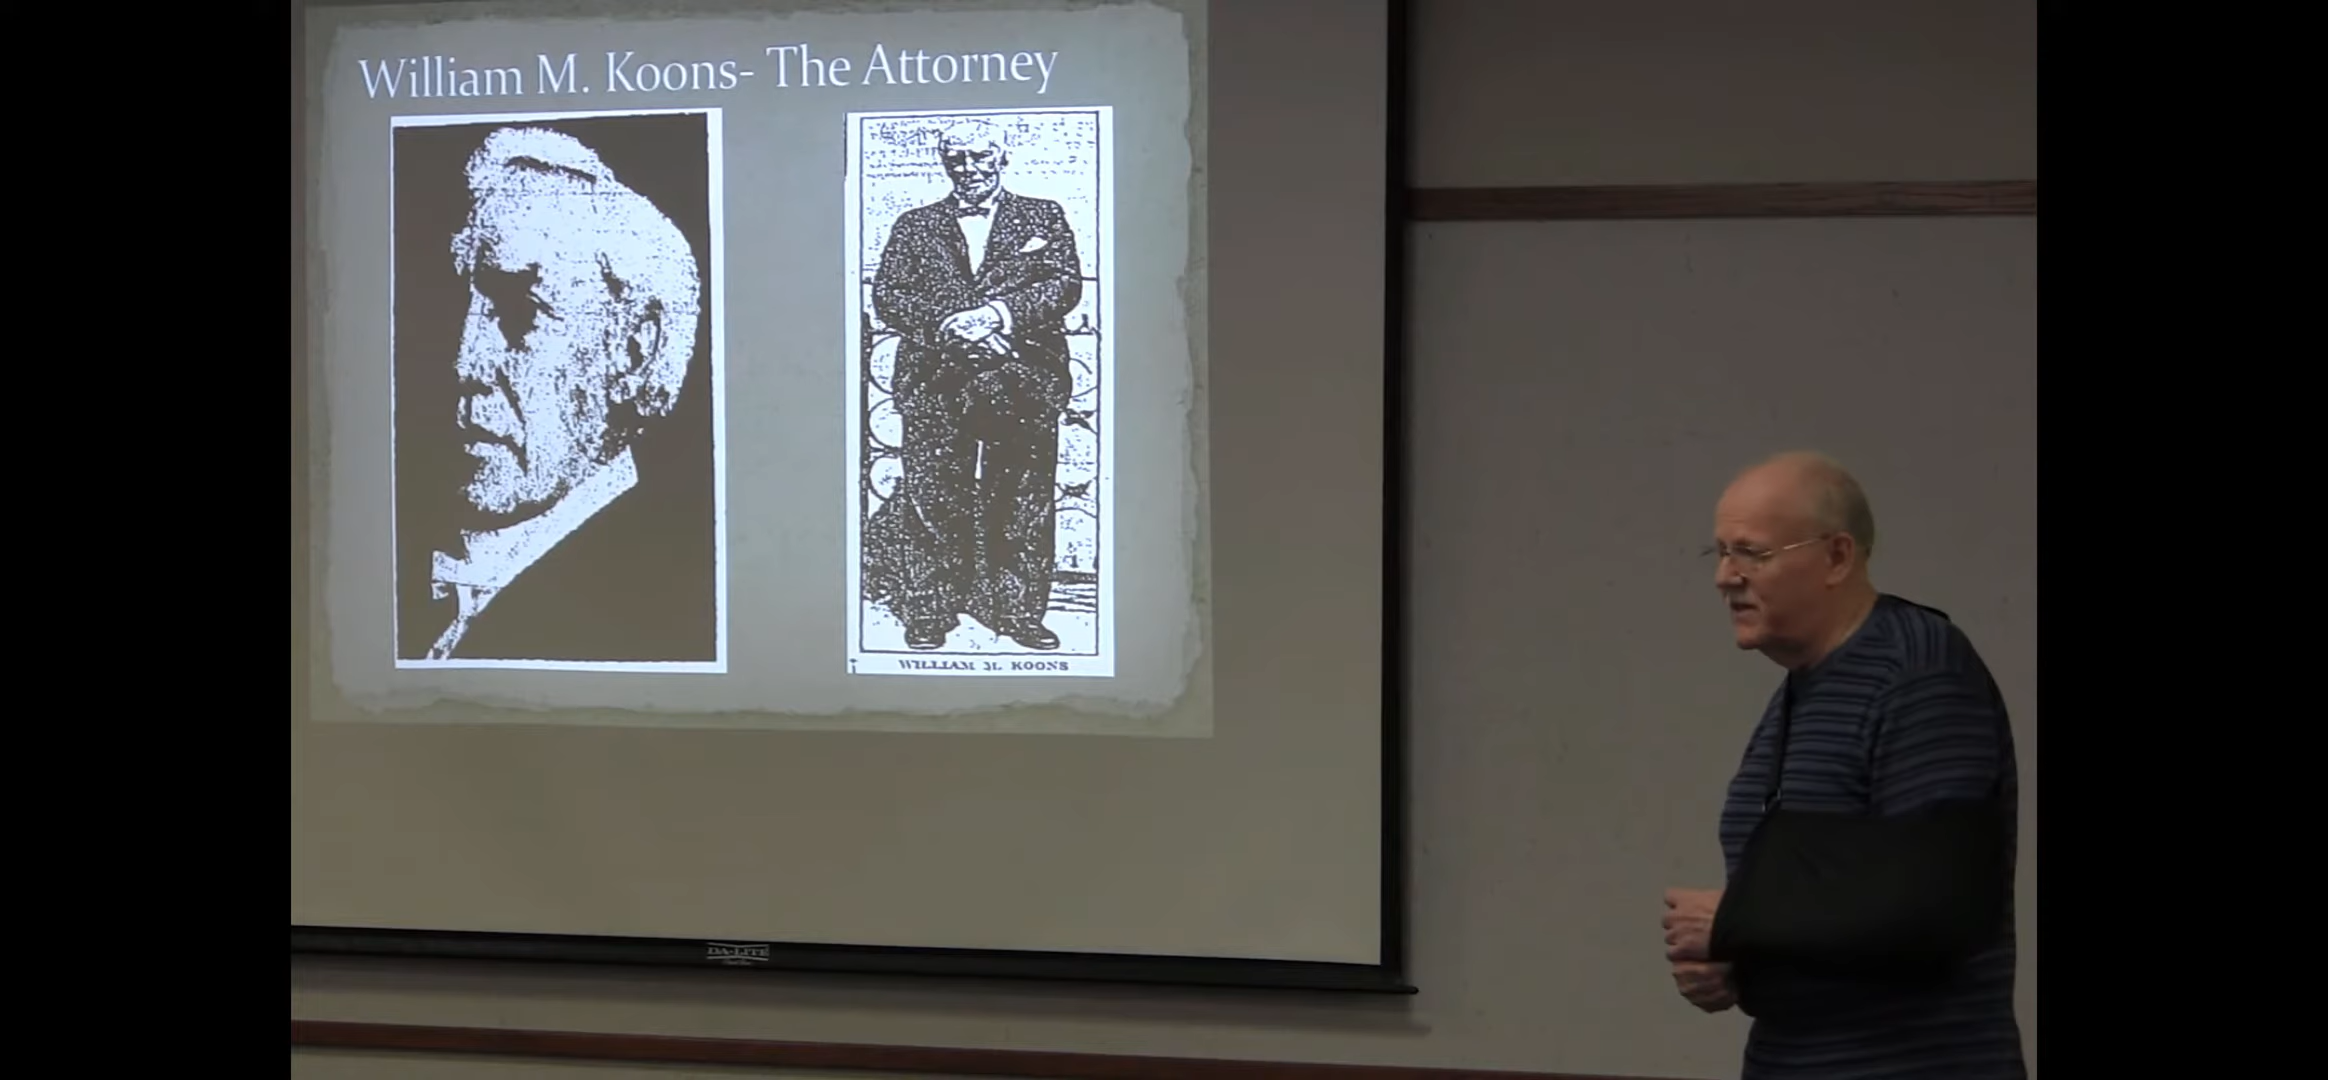 William M. Koons- The Attorney
WILLIAM M. KOONS
DA-LITE